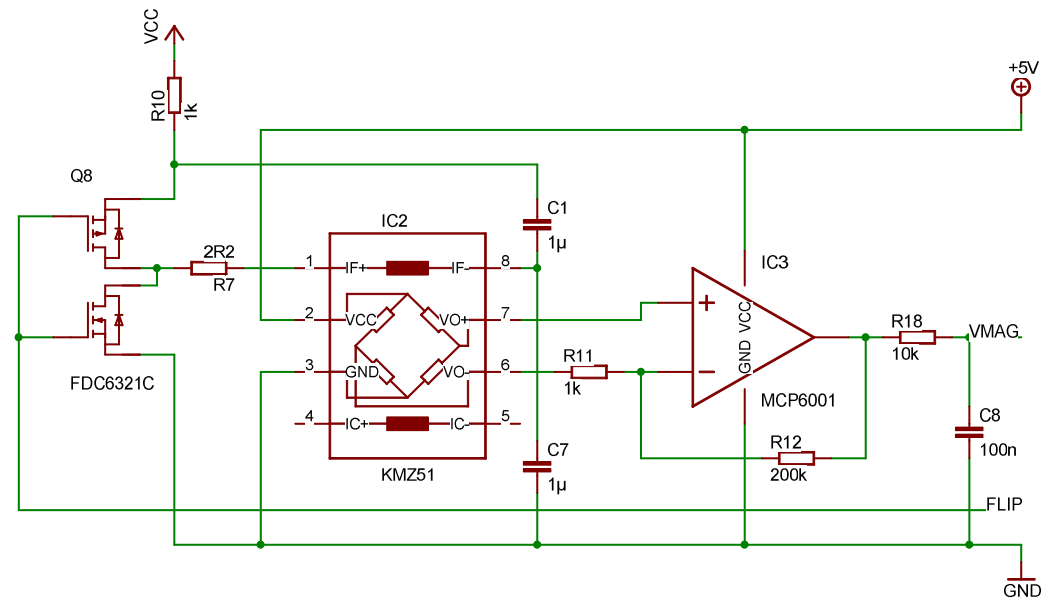 VCC
+5V
R10
1k
Q8
C1
1µ
IC2
2R2
R7
1
IF+
IF-
8
IC3
2
VCC
VO+
7
+
GND VCC
R18
10k
VMAG
3
GND
VO-
6
R11
1k
-
FDC6321C
MCP6001
4
IC+
IC-
5
C8
100n
R12
200k
KMZ51
C7
1µ
FLIP
GND